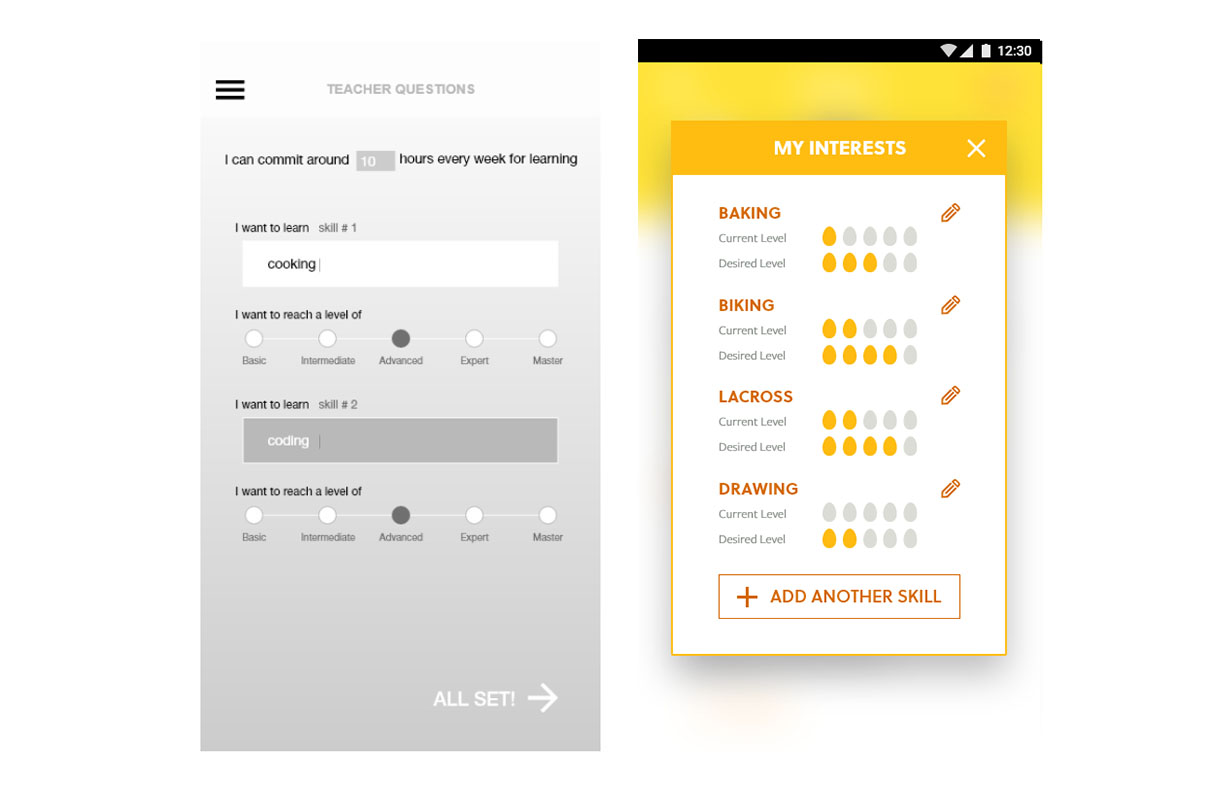 TEACHER QUESTIONS
I can commit around 10 hours every week for learning
I want to learn skill # 1
cooking
I want to reach a level of
Basic Intermediate Advanced Expert Master
I want to learn skill # 2
coding
I want to reach a level of
Basic Intermediate Advanced Expert Master
ALL SET!
12:30
MY INTERESTS
BAKING
Current Level
Desired Level
BIKING
Current Level
Desired Level
LACROSS
Current Level
Desired Level
DRAWING
Current Level
Desired Level
ADD ANOTHER SKILL